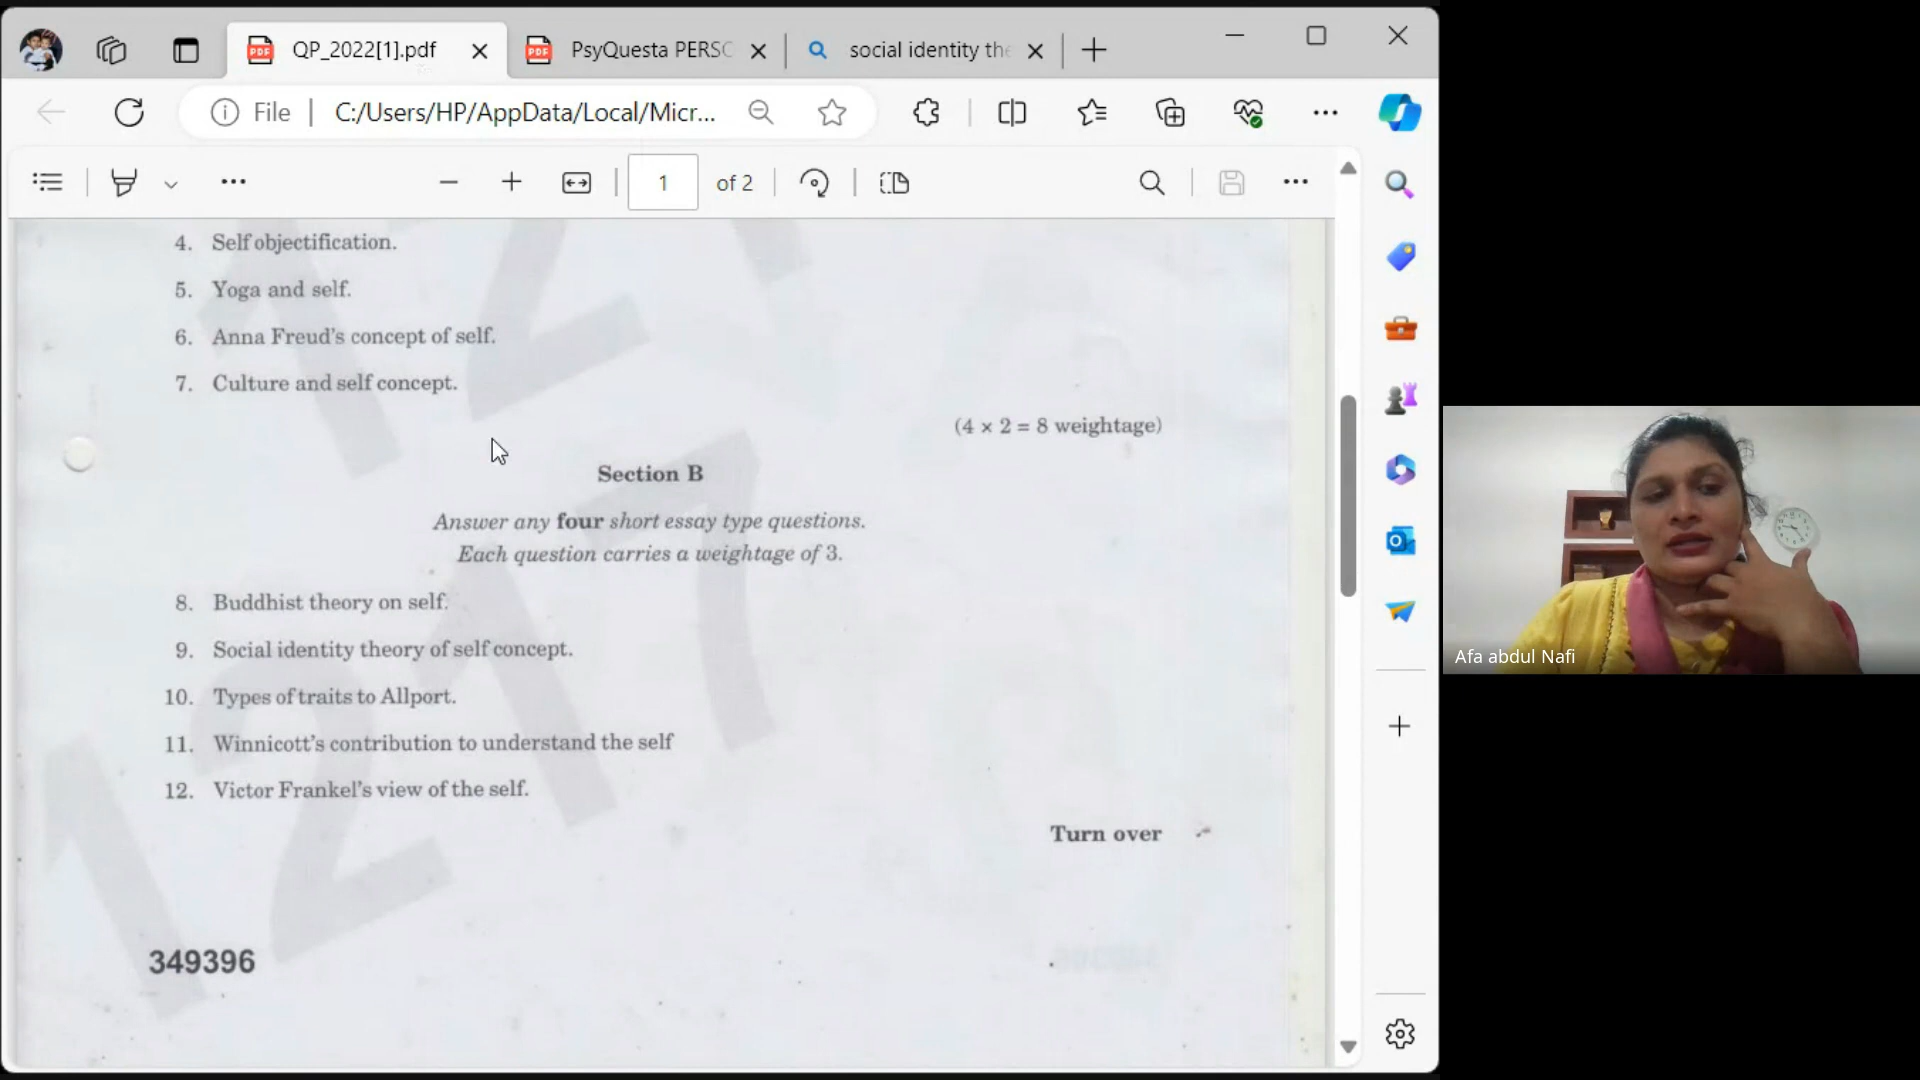 QP_2022[1].pdf
PsyQuesta PERSC
social identity the
File
C:/Users/HP/AppData/Local/Micr...
1 of 2
4. Self objectification.
5. Yoga and self.
6. Anna Freud's concept of self.
7. Culture and self concept.
(4 × 2 = 8 weightage)
Section B
Answer any four short essay type questions.
Each question carries a weightage of 3.
8. Buddhist theory on self.
9. Social identity theory of self concept.
10. Types of traits to Allport.
11. Winnicott's contribution to understand the self
12. Victor Frankel's view of the self.
Turn over
349396
1217
1217
Afa abdul Nafi